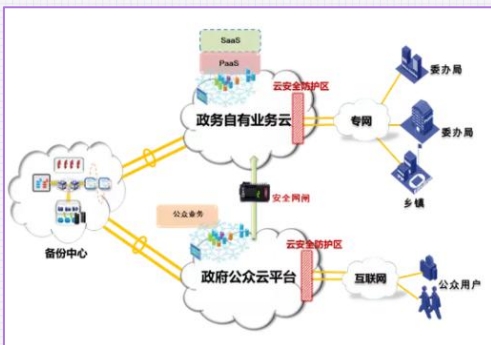 SaaS
PaaS
云安全防护区
政务自有业务云
专网
委办局
委办局
乡镇
安全网闸
公众业务
备份中心
云安全防护区
政府公众云平台
互联网
公众用户